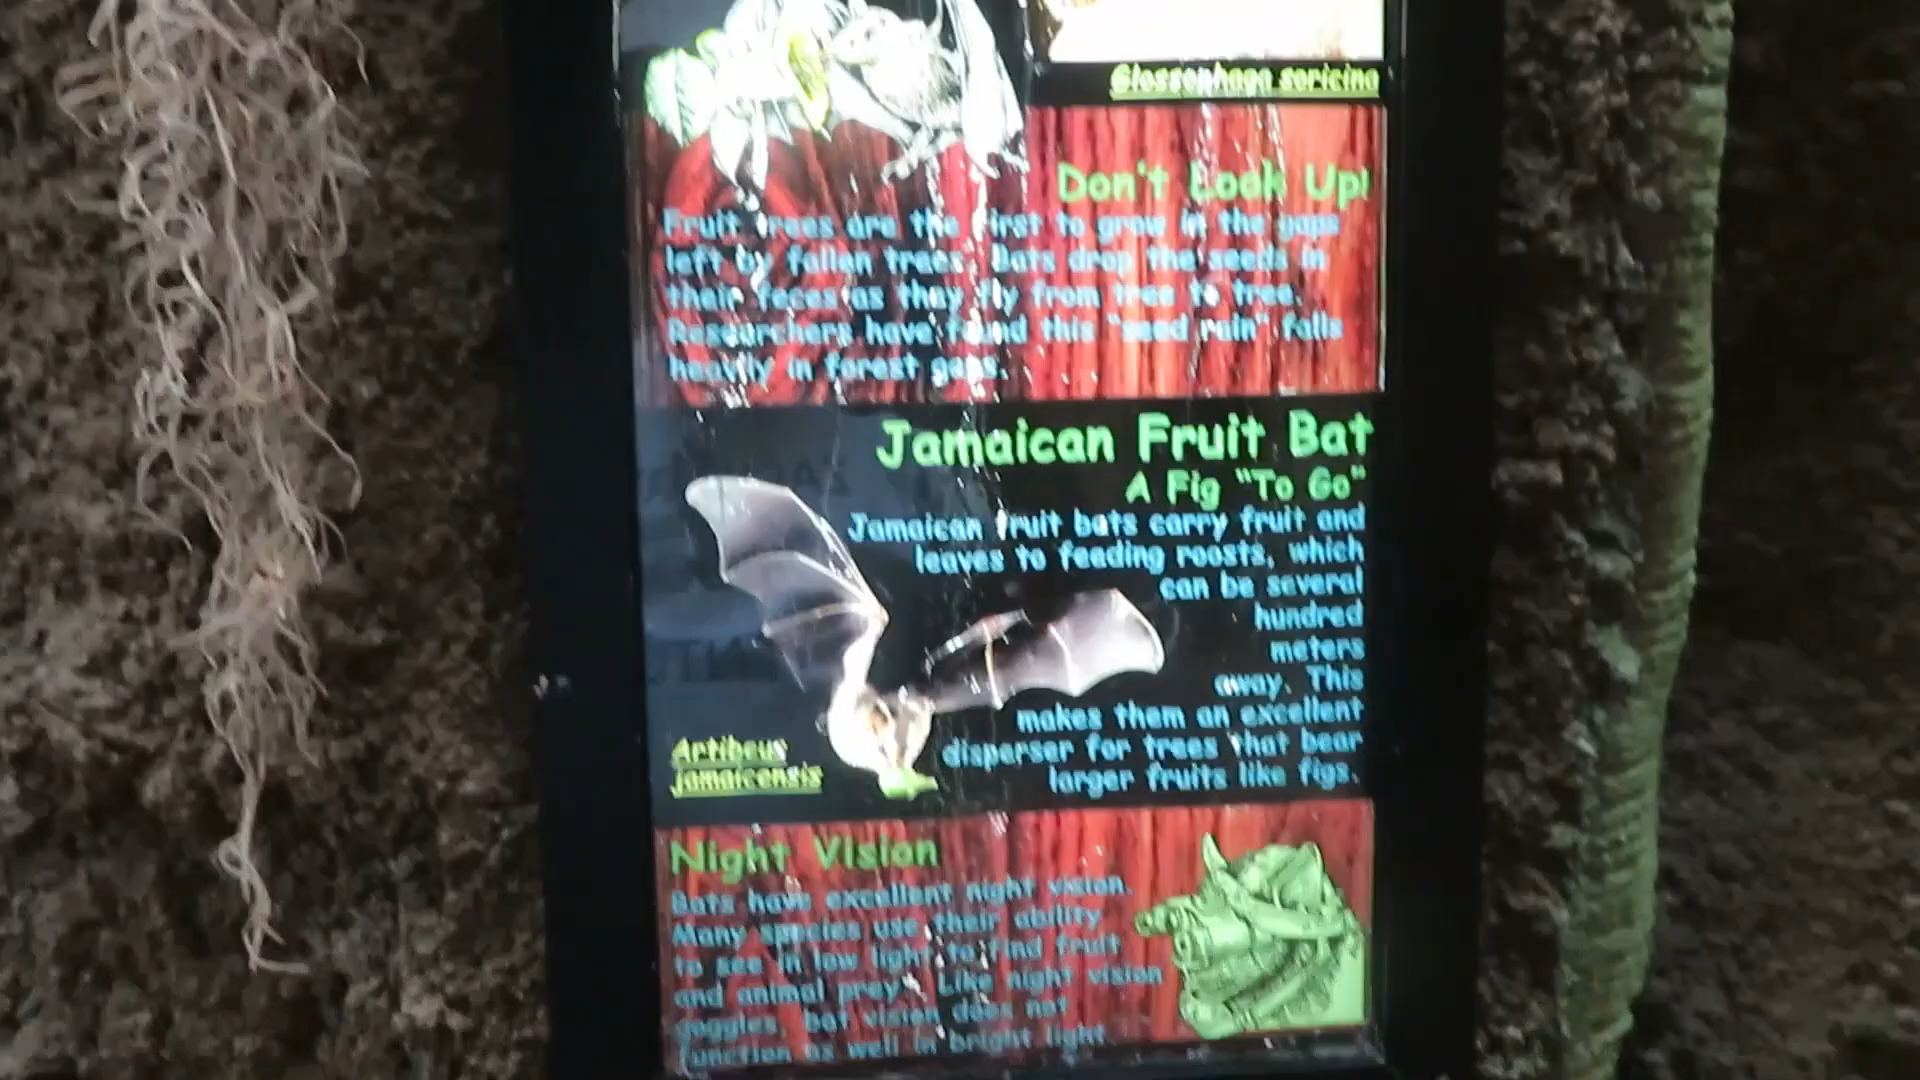 Glossophaga soricina
Don't Look Up!
Fruit trees are the first to grow in the gaps
left by fallen trees. Bats drop the seeds in
their feces as they fly from tree to tree.
Researchers have found this "seed rain" falls
heavily in forest gaps.
Jamaican Fruit Bat
A Fig "To Go"
Jamaican fruit bats carry fruit and
leaves to feeding roosts, which
can be several
hundred
meters
away. This
makes them an excellent
disperser for trees that bear
larger fruits like figs.
Artibeus
jamaicensis
Night Vision
Bats have excellent night vision.
Many species use their ability
to see in low light to find fruit
and animal prey. Like night vision
goggles, bat vision does not
function as well in bright light